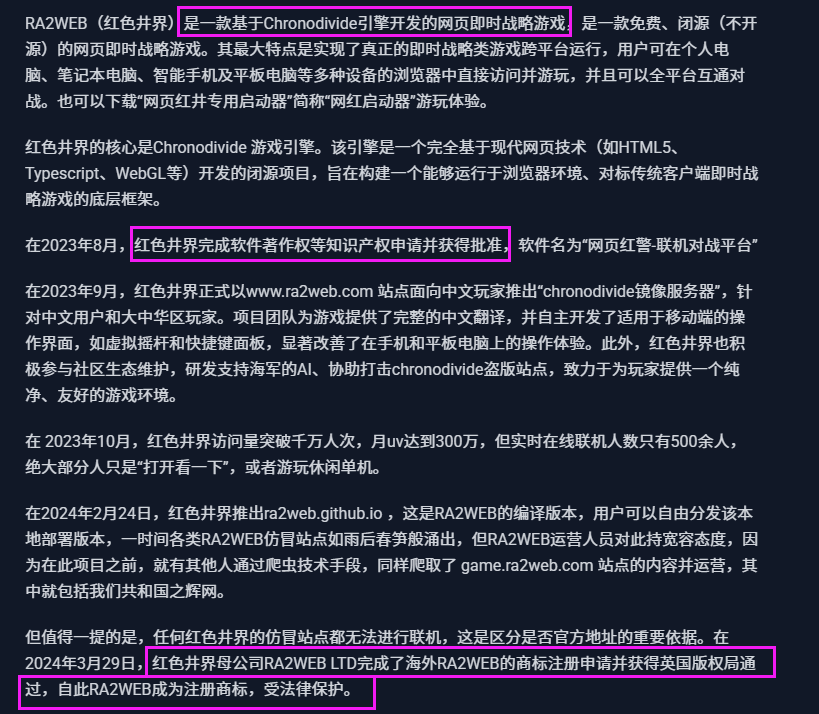 RA2WEB（红色井界）是一款基于Chronodivide引擎开发的网页即时战略游戏，是一款免费、闭源（不开
源）的网页即时战略游戏。其最大特点是实现了真正的即时战略类游戏跨平台运行，用户可在个人电
脑、笔记本电脑、智能手机及平板电脑等多种设备的浏览器中直接访问并游玩，并且可以全平台互通对
战。也可以下载“网页红井专用启动器”简称“网红启动器”游玩体验。
红色井界的核心是Chronodivide 游戏引擎。该引擎是一个完全基于现代网页技术（如HTML5、
Typescript、WebGL等）开发的闭源项目，旨在构建一个能够运行于浏览器环境、对标传统客户端即时战
略游戏的底层框架。
在2023年8月，红色井界完成软件著作权等知识产权申请并获得批准，软件名为“网页红警-联机对战平台”
在2023年9月，红色井界正式以www.ra2web.com 站点面向中文玩家推出“chronodivide镜像服务器”，针
对中文用户和大中华区玩家。项目团队为游戏提供了完整的中文翻译，并自主开发了适用于移动端的操
作界面，如虚拟摇杆和快捷键面板，显著改善了在手机和平板电脑上的操作体验。此外，红色井界也积
极参与社区生态维护，研发支持海军的AI、协助打击chronodivide盗版站点，致力于为玩家提供一个纯
净、友好的游戏环境。
在 2023年10月，红色井界访问量突破千万人次，月uv达到300万，但实时在线联机人数只有500余人，
绝大部分人只是“打开看一下”，或者游玩休闲单机。
在2024年2月24日，红色井界推出ra2web.github.io ，这是RA2WEB的编译版本，用户可以自由分发该本
地部署版本，一时间各类RA2WEB仿冒站点如雨后春笋般涌出，但RA2WEB运营人员对此持宽容态度，因
为在此项目之前，就有其他人通过爬虫技术手段，同样爬取了 game.ra2web.com 站点的内容并运营，其
中就包括我们共和国之辉网。
但值得一提的是，任何红色井界的仿冒站点都无法进行联机，这是区分是否官方地址的重要依据。在
2024年3月29日，红色井界母公司RA2WEB LTD完成了海外RA2WEB的商标注册申请并获得英国版权局通
过，自此RA2WEB成为注册商标，受法律保护。